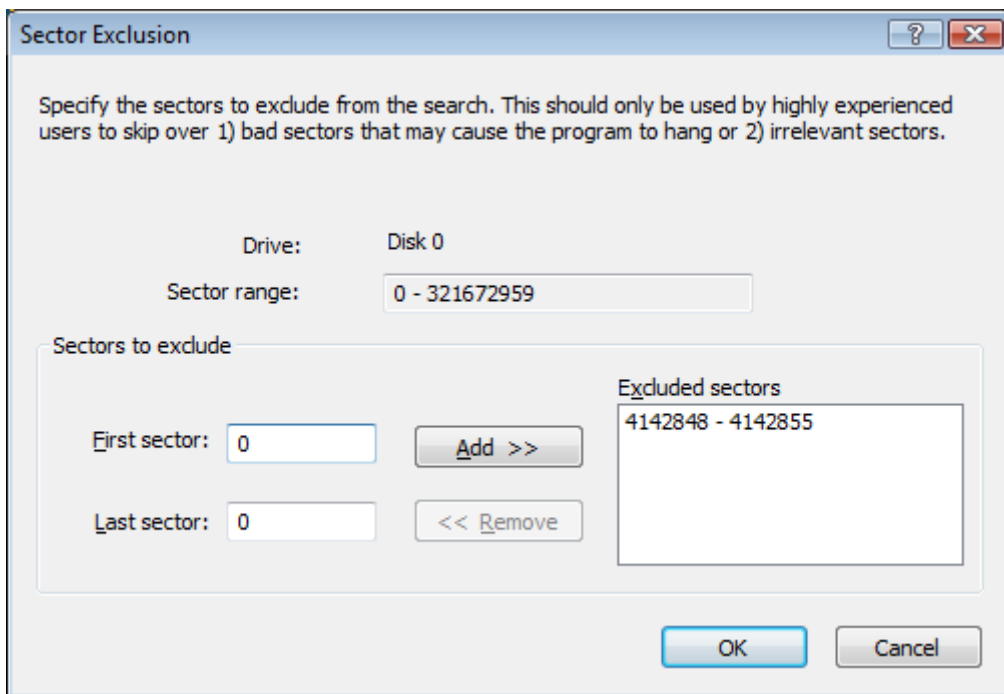 Sector Exclusion
Specify the sectors to exclude from the search. This should only be used by highly experienced
users to skip over 1) bad sectors that may cause the program to hang or 2) irrelevant sectors.
Drive: Disk 0
Sector range: 0 - 321672959
Sectors to exclude
Excluded sectors
4142848 - 4142855
First sector: 0 Add >>
Last sector: 0 << Remove
OK Cancel